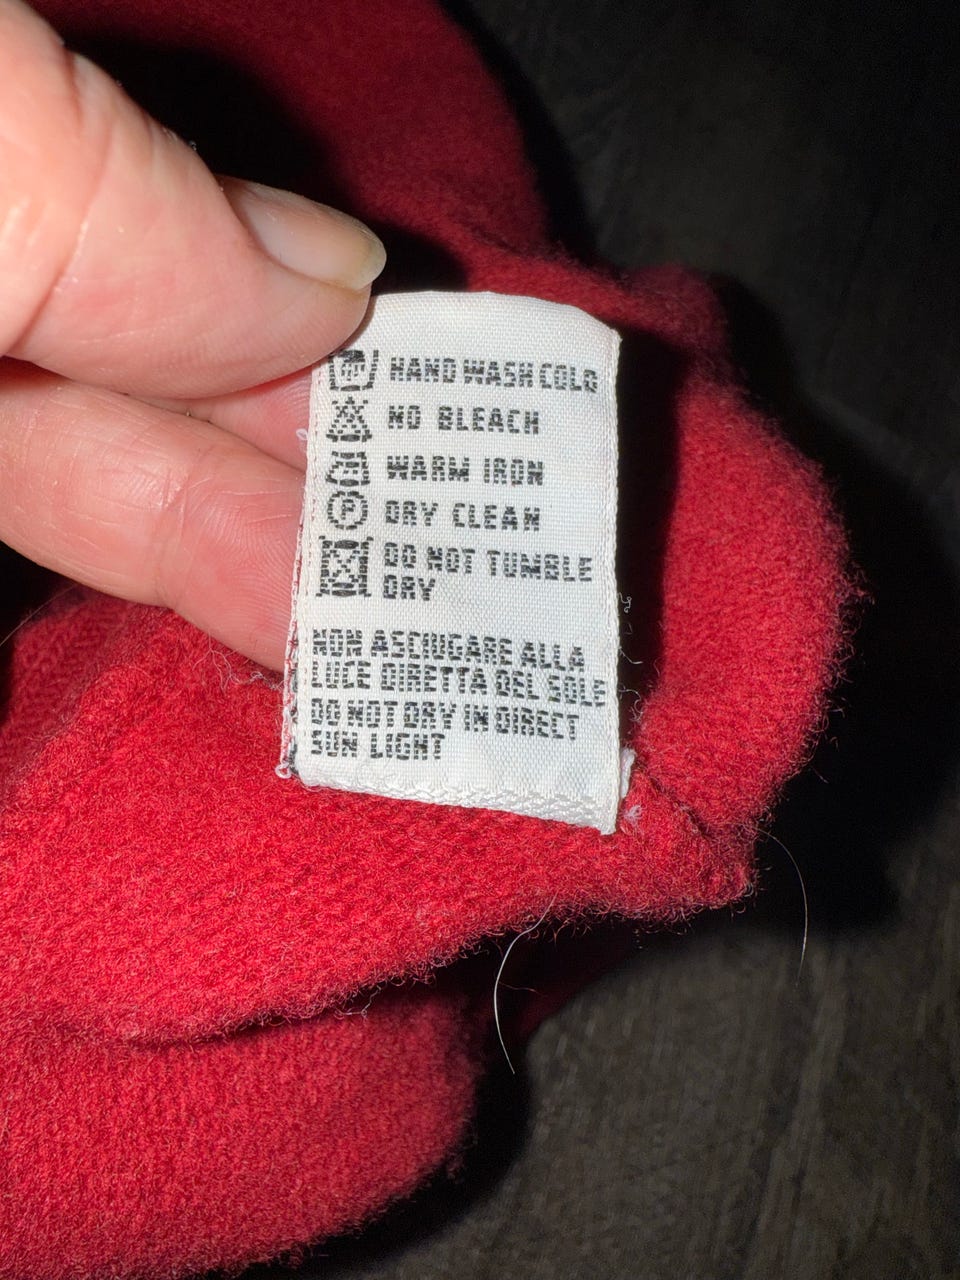 HAND WASH COLD
NO BLEACH
WARM IRON
P
DRY CLEAN
DO NOT TUMBLE
DRY
NON ASCIUGARE ALLA
LUCE DIRETTA DEL SOLE
DO NOT DRY IN DIRECT
SUN LIGHT